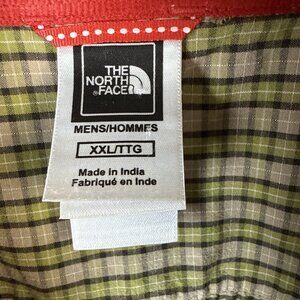 THE
NORTH
FACE
MENS/HOMMES
XXL/TTG
Made in India
Fabriqué en Inde